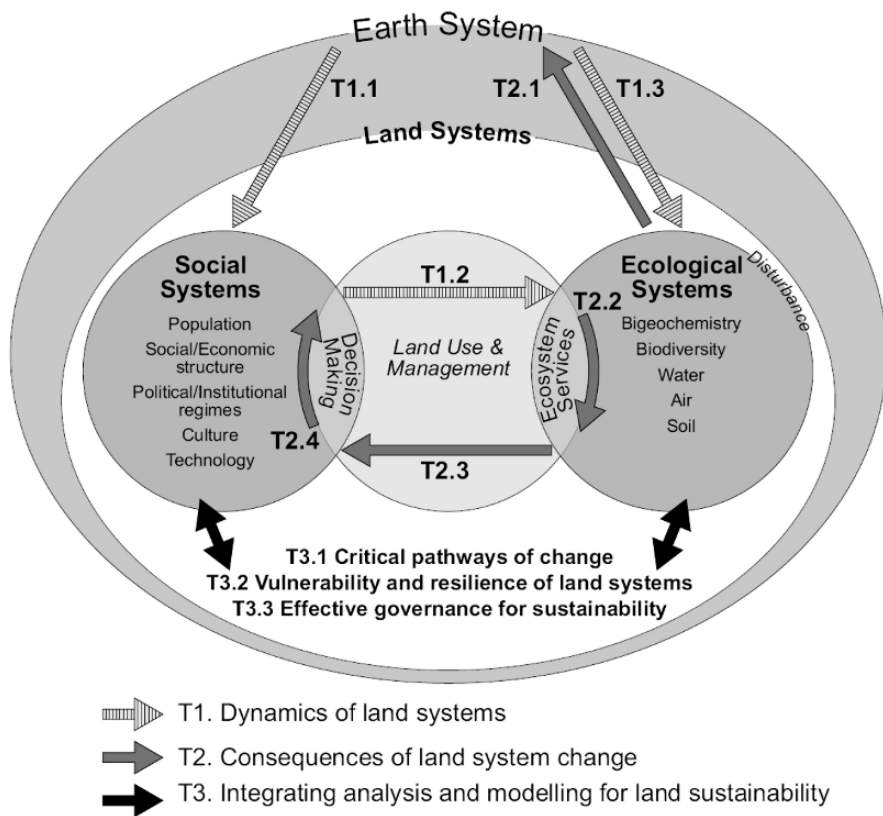 Earth System
T1.1
T2.1
T1.3
Land Systems
Social
Systems
Population
Social/Economic
structure
Political/Institutional
regimes
Culture
Technology
Decision
Making
T1.2
Land Use &
Management
T2.3
T2.4
Ecosystem
Services
T2.2
Ecological
Systems
Disturbance
Bigeochemistry
Biodiversity
Water
Air
Soil
T3.1 Critical pathways of change
T3.2 Vulnerability and resilience of land systems
T3.3 Effective governance for sustainability
T1. Dynamics of land systems
T2. Consequences of land system change
T3. Integrating analysis and modelling for land sustainability